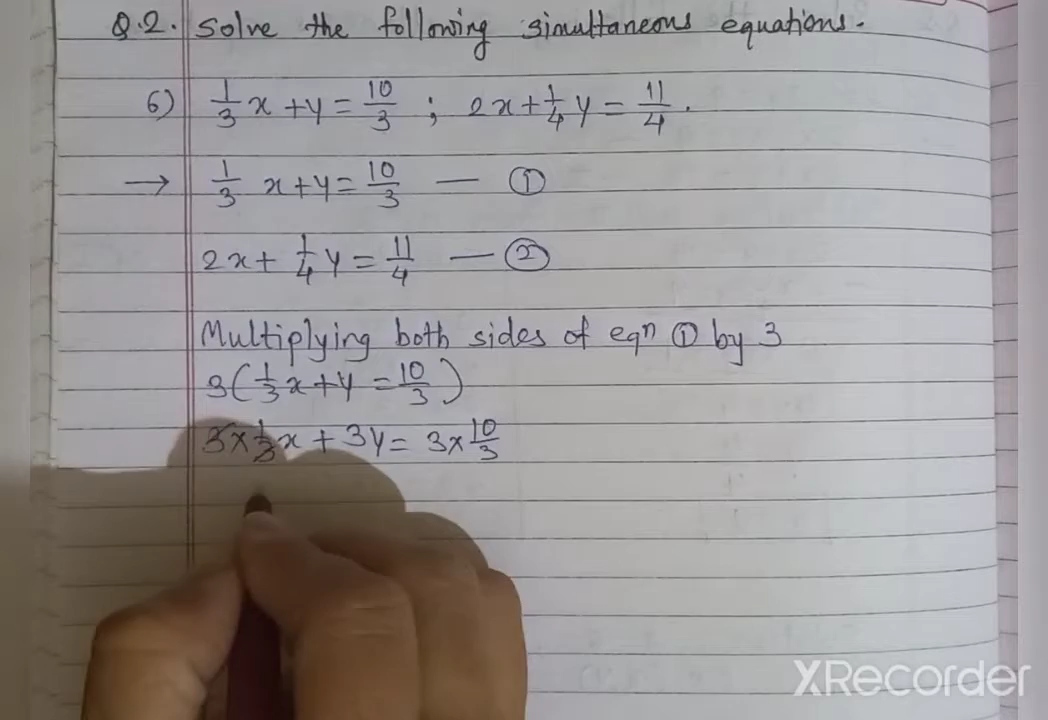 Q.2. Solve the following simultaneous equations.
6) 1/3 x + y = 10/3 ; 2x + 1/4 y = 11/4.
→ 1/3 x + y = 10/3 — ①
2x + 1/4 y = 11/4 — ②
Multiplying both sides of eqn ① by 3
3(1/3 x + y = 10/3)
3 × 1/3 x + 3y = 3 × 10/3
XRecorder